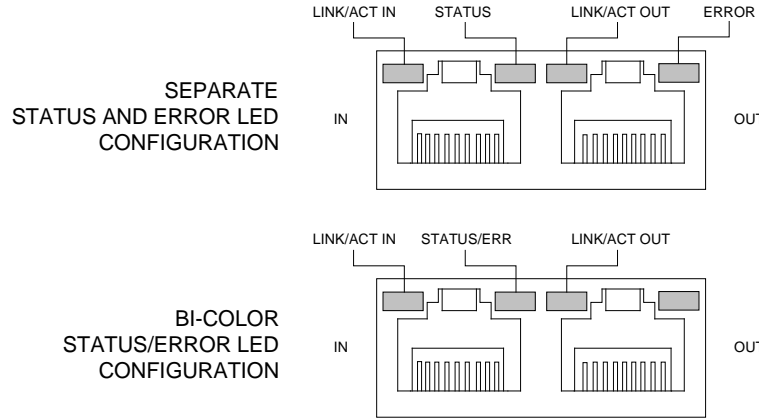 LINK/ACT IN STATUS LINK/ACT OUT ERROR
SEPARATE
STATUS AND ERROR LED
CONFIGURATION
IN
OUT
LINK/ACT IN STATUS/ERR LINK/ACT OUT
BI-COLOR
STATUS/ERROR LED
CONFIGURATION
IN
OUT